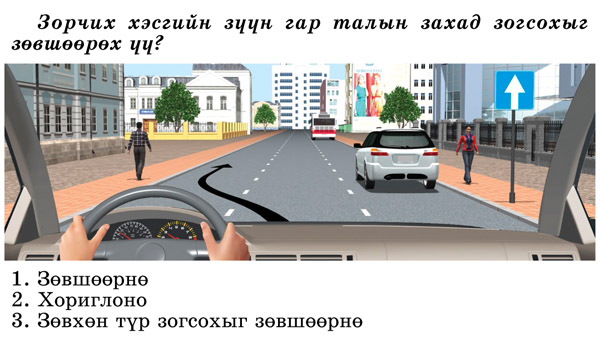 Зорчих хэсгийн зүүн гар талын захад зогсохыг
зөвшөөрөх үү?
1. Зөвшөөрнө
2. Хориглоно
3. Зөвхөн түр зогсохыг зөвшөөрнө